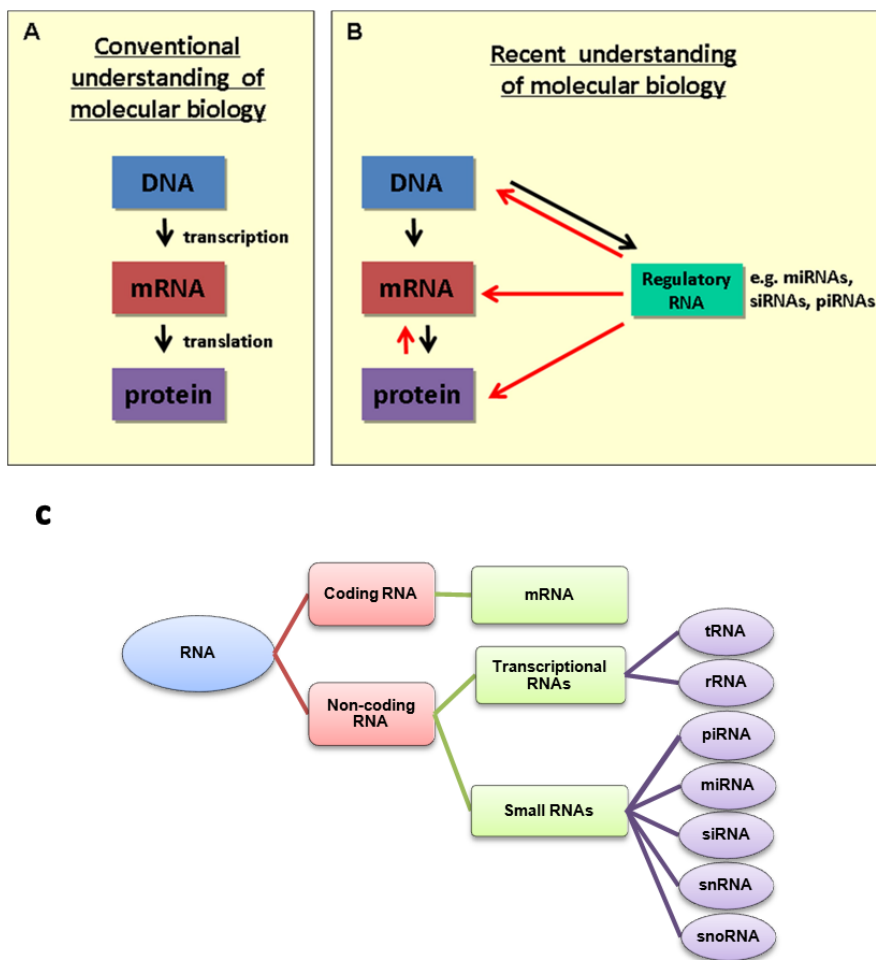 A
Conventional
understanding of
molecular biology
DNA
transcription
mRNA
translation
protein
B
Recent understanding
of molecular biology
DNA
mRNA
protein
Regulatory
RNA
e.g. miRNAs,
siRNAs, piRNAs
C
RNA
Coding RNA
mRNA
Non-coding
RNA
Transcriptional
RNAs
tRNA
rRNA
Small RNAs
piRNA
miRNA
siRNA
snRNA
snoRNA